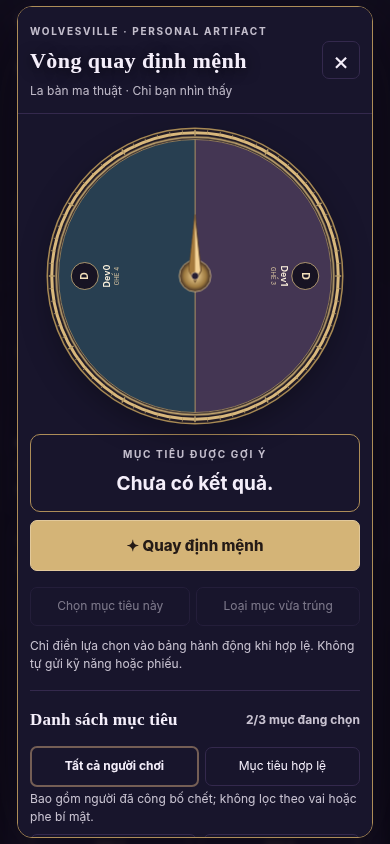 WOLVESVILLE · PERSONAL ARTIFACT
Vòng quay định mệnh
×
La bàn ma thuật · Chỉ bạn nhìn thấy
D
Dev0
GHẾ 4
GHẾ 3
Dev1
D
MỤC TIÊU ĐƯỢC GỢI Ý
Chưa có kết quả.
✦ Quay định mệnh
Chọn mục tiêu này
Loại mục vừa trúng
Chỉ điền lựa chọn vào bảng hành động khi hợp lệ. Không
tự gửi kỹ năng hoặc phiếu.
Danh sách mục tiêu
2/3 mục đang chọn
Tất cả người chơi
Mục tiêu hợp lệ
Bao gồm người đã công bố chết; không lọc theo vai hoặc
phe bí mật.